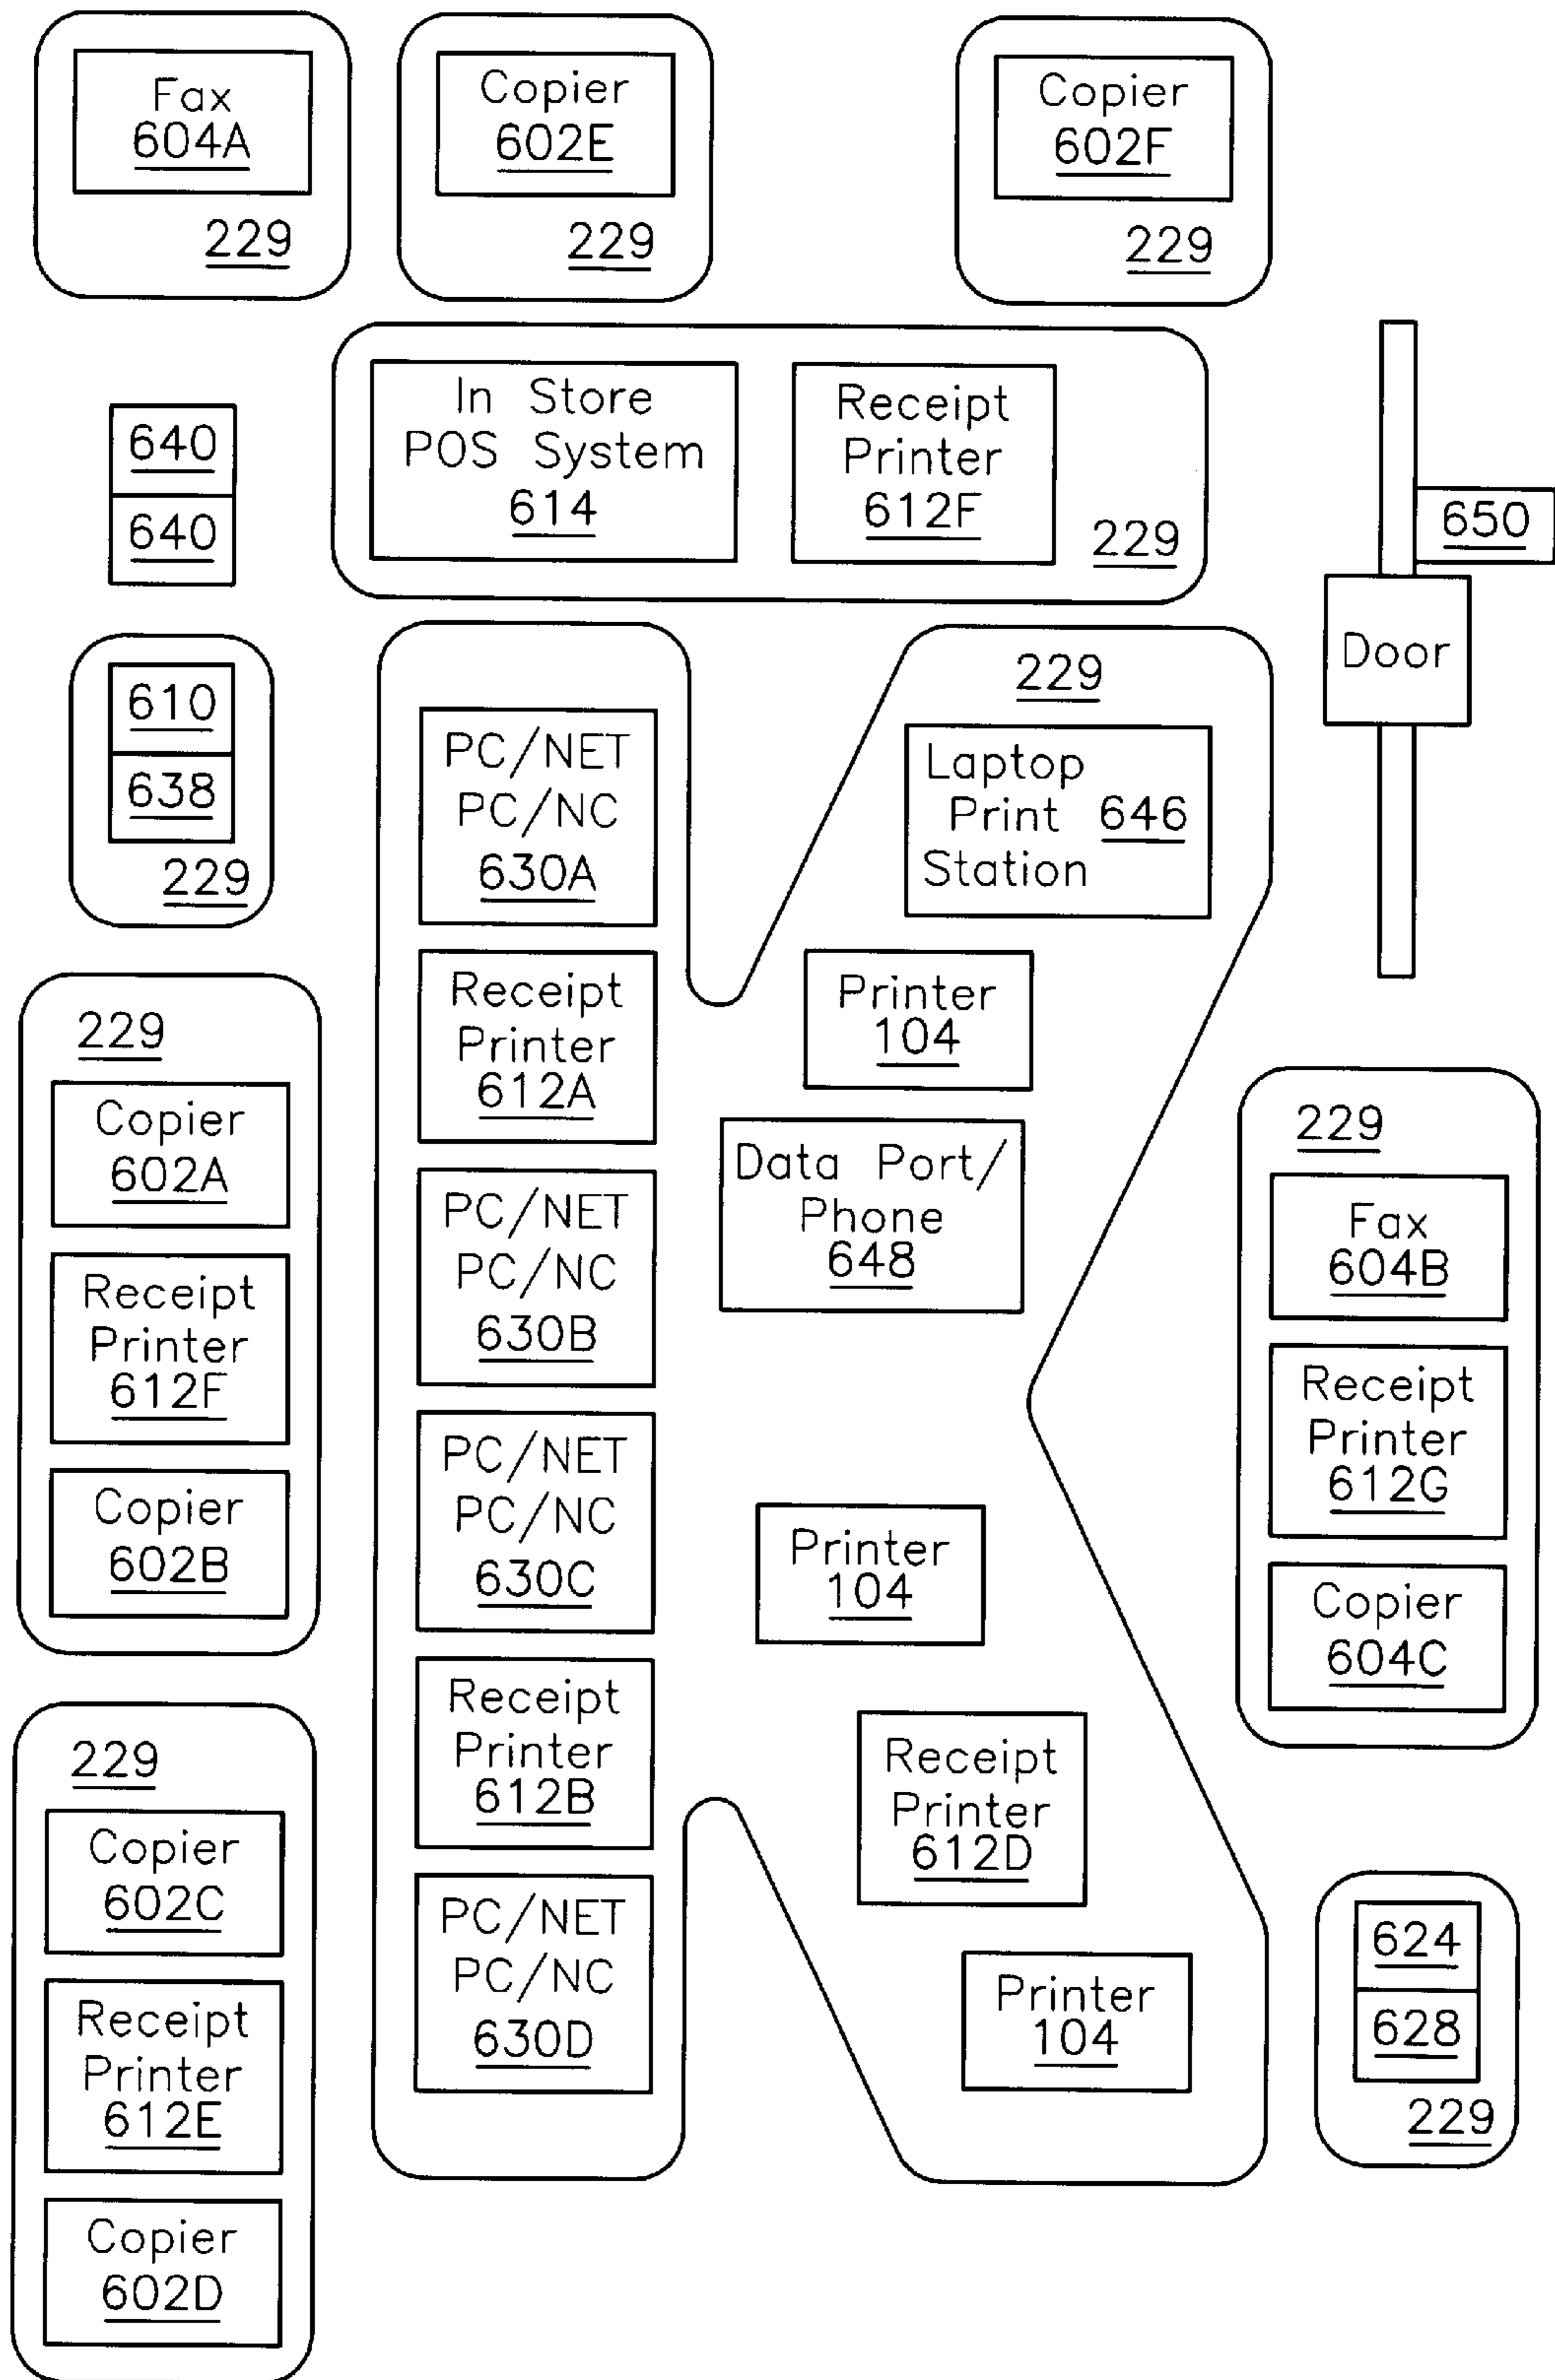 Fax
604A
229
Copier
602E
229
Copier
602F
229
In Store
POS System
614
Receipt
Printer
612F
229
640
640
650
Door
610
638
229
229
Laptop
Print 646
Station
PC/NET
PC/NC
630A
Receipt
Printer
612A
PC/NET
PC/NC
630B
PC/NET
PC/NC
630C
Receipt
Printer
612B
PC/NET
PC/NC
630D
Printer
104
Data Port/
Phone
648
Printer
104
Receipt
Printer
612D
Printer
104
229
Copier
602A
Receipt
Printer
612F
Copier
602B
229
Copier
602C
Receipt
Printer
612E
Copier
602D
229
Fax
604B
Receipt
Printer
612G
Copier
604C
624
628
229